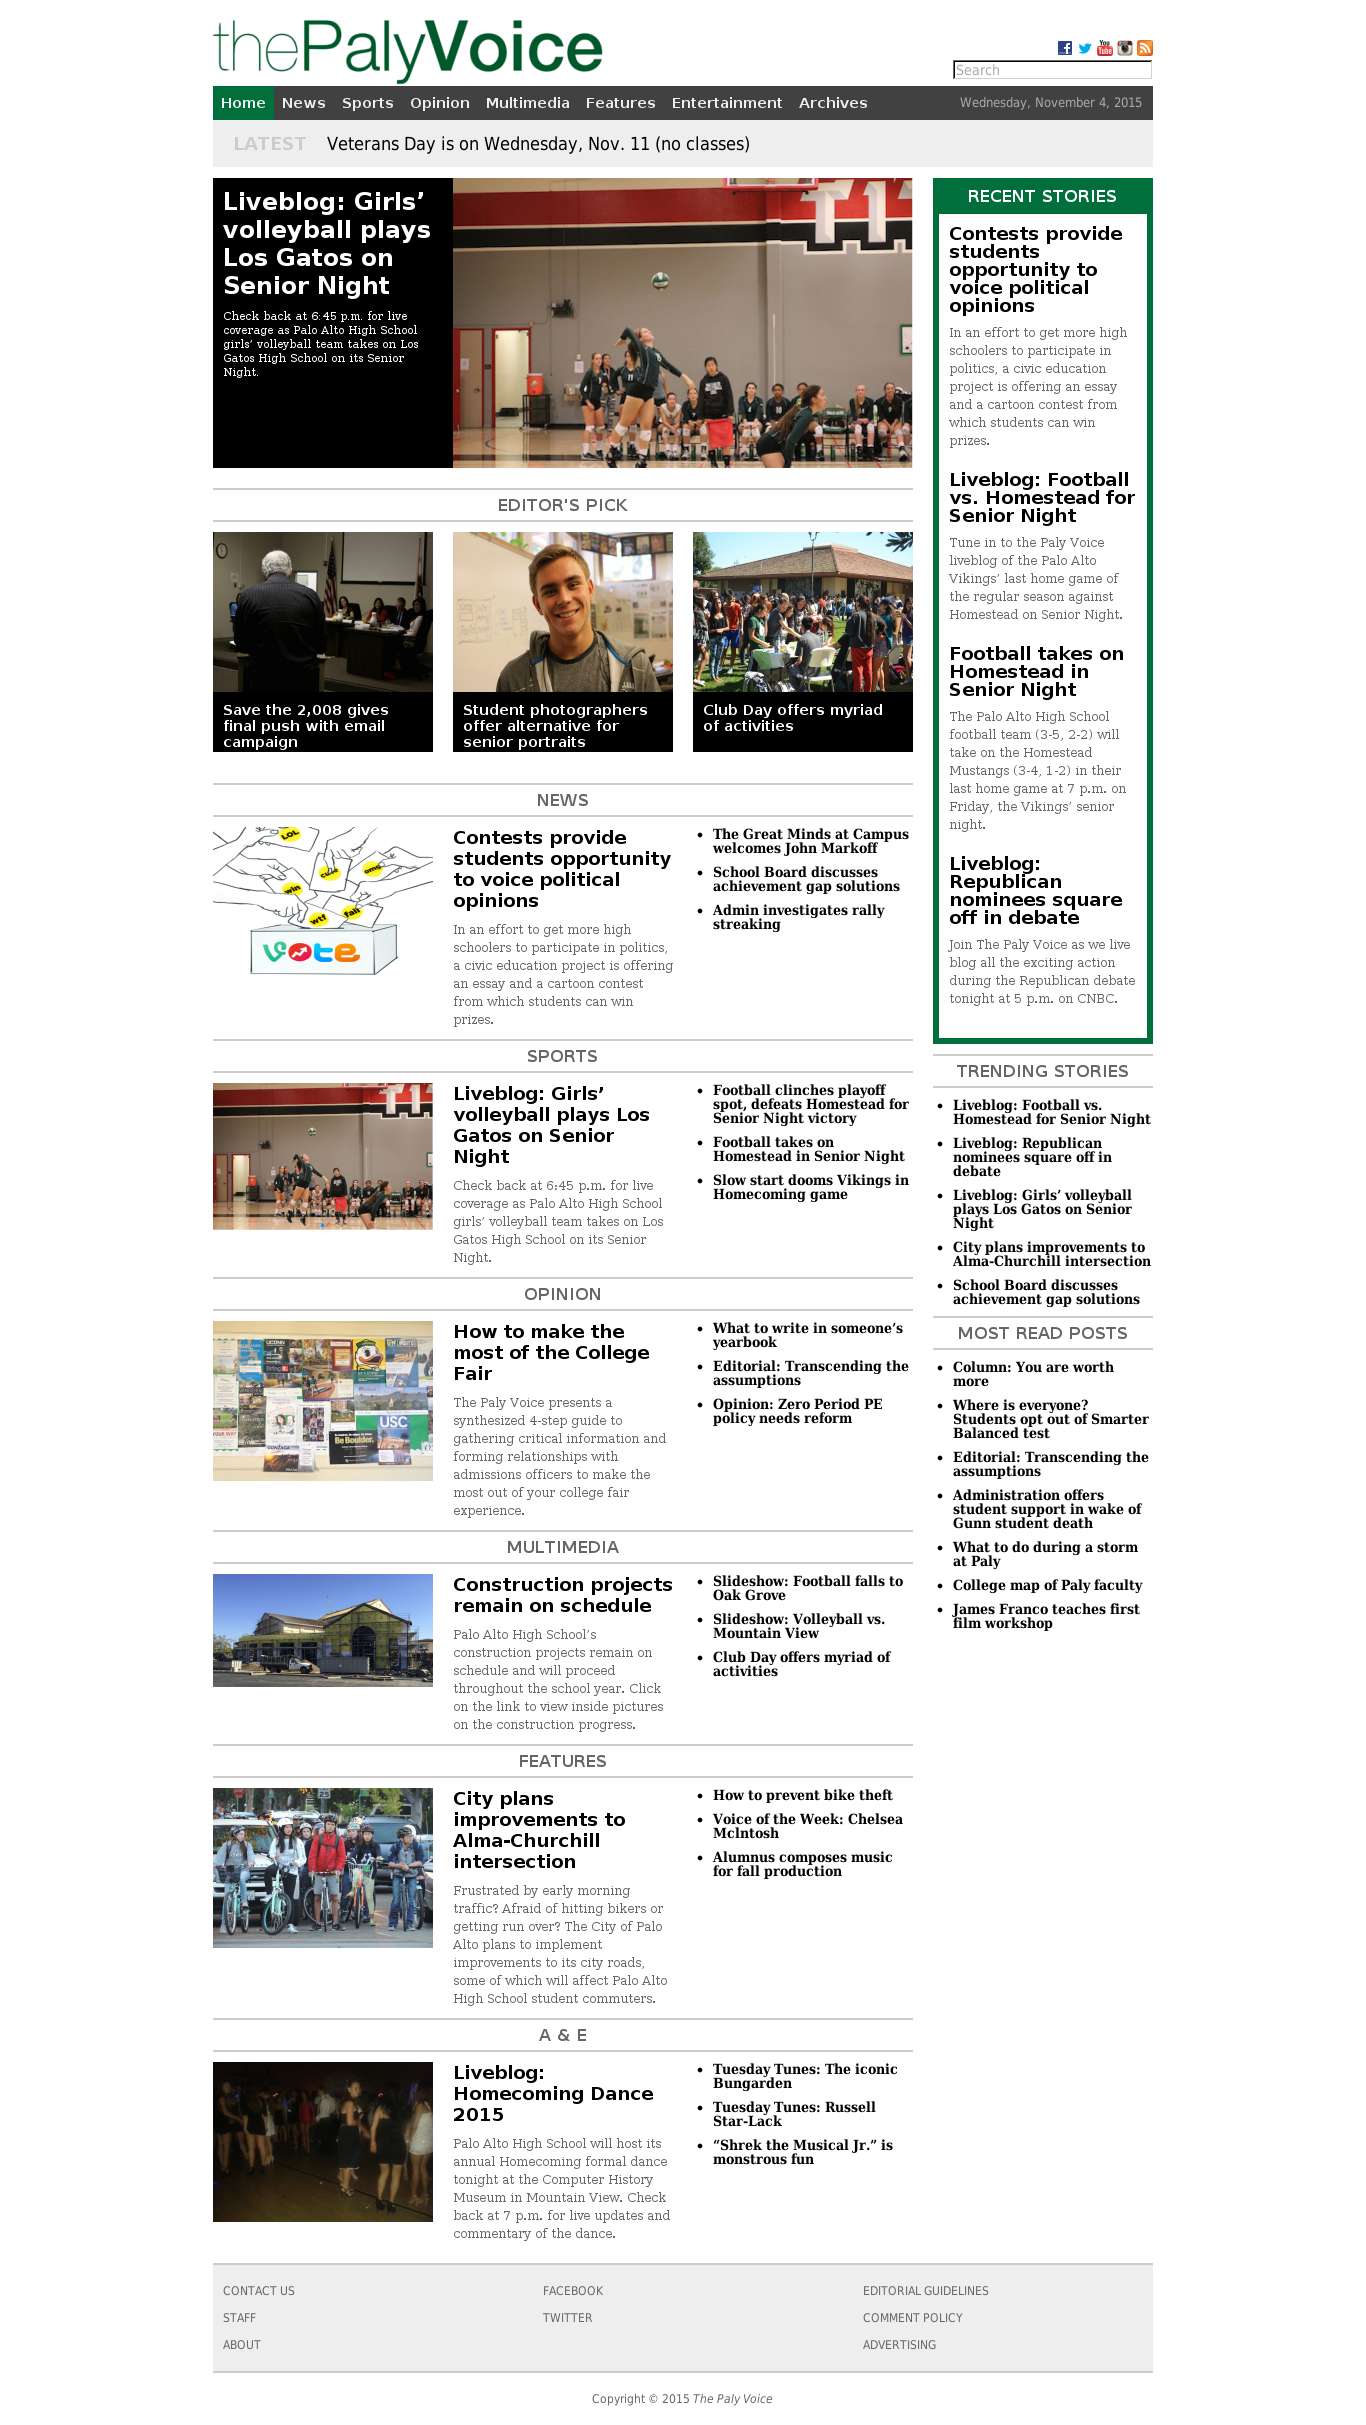 thePalyVoice
Search
Home News Sports Opinion Multimedia Features Entertainment Archives Wednesday, November 4, 2015
LATEST Veterans Day is on Wednesday, Nov. 11 (no classes)
Liveblog: Girls’
volleyball plays
Los Gatos on
Senior Night
Check back at 6:45 p.m. for live
coverage as Palo Alto High School
girls’ volleyball team takes on Los
Gatos High School on its Senior
Night.
EDITOR'S PICK
Save the 2,008 gives
final push with email
campaign
Student photographers
offer alternative for
senior portraits
Club Day offers myriad
of activities
NEWS
LOL
cute
omg
win
wtf
fail
vote
Contests provide
students opportunity
to voice political
opinions
In an effort to get more high
schoolers to participate in politics,
a civic education project is offering
an essay and a cartoon contest
from which students can win
prizes.
• The Great Minds at Campus
welcomes John Markoff
• School Board discusses
achievement gap solutions
• Admin investigates rally
streaking
SPORTS
Liveblog: Girls’
volleyball plays Los
Gatos on Senior
Night
Check back at 6:45 p.m. for live
coverage as Palo Alto High School
girls’ volleyball team takes on Los
Gatos High School on its Senior
Night.
• Football clinches playoff
spot, defeats Homestead for
Senior Night victory
• Football takes on
Homestead in Senior Night
• Slow start dooms Vikings in
Homecoming game
OPINION
UCONN
USC
Be Boulder.
GONZAGA
How to make the
most of the College
Fair
The Paly Voice presents a
synthesized 4-step guide to
gathering critical information and
forming relationships with
admissions officers to make the
most out of your college fair
experience.
• What to write in someone’s
yearbook
• Editorial: Transcending the
assumptions
• Opinion: Zero Period PE
policy needs reform
MULTIMEDIA
Construction projects
remain on schedule
Palo Alto High School’s
construction projects remain on
schedule and will proceed
throughout the school year. Click
on the link to view inside pictures
on the construction progress.
• Slideshow: Football falls to
Oak Grove
• Slideshow: Volleyball vs.
Mountain View
• Club Day offers myriad of
activities
FEATURES
City plans
improvements to
Alma-Churchill
intersection
Frustrated by early morning
traffic? Afraid of hitting bikers or
getting run over? The City of Palo
Alto plans to implement
improvements to its city roads,
some of which will affect Palo Alto
High School student commuters.
• How to prevent bike theft
• Voice of the Week: Chelsea
Mclntosh
• Alumnus composes music
for fall production
A & E
Liveblog:
Homecoming Dance
2015
Palo Alto High School will host its
annual Homecoming formal dance
tonight at the Computer History
Museum in Mountain View. Check
back at 7 p.m. for live updates and
commentary of the dance.
• Tuesday Tunes: The iconic
Bungarden
• Tuesday Tunes: Russell
Star-Lack
• “Shrek the Musical Jr.” is
monstrous fun
RECENT STORIES
Contests provide
students
opportunity to
voice political
opinions
In an effort to get more high
schoolers to participate in
politics, a civic education
project is offering an essay
and a cartoon contest from
which students can win
prizes.
Liveblog: Football
vs. Homestead for
Senior Night
Tune in to the Paly Voice
liveblog of the Palo Alto
Vikings’ last home game of
the regular season against
Homestead on Senior Night.
Football takes on
Homestead in
Senior Night
The Palo Alto High School
football team (3-5, 2-2) will
take on the Homestead
Mustangs (3-4, 1-2) in their
last home game at 7 p.m. on
Friday, the Vikings’ senior
night.
Liveblog:
Republican
nominees square
off in debate
Join The Paly Voice as we live
blog all the exciting action
during the Republican debate
tonight at 5 p.m. on CNBC.
TRENDING STORIES
• Liveblog: Football vs.
Homestead for Senior Night
• Liveblog: Republican
nominees square off in
debate
• Liveblog: Girls’ volleyball
plays Los Gatos on Senior
Night
• City plans improvements to
Alma-Churchill intersection
• School Board discusses
achievement gap solutions
MOST READ POSTS
• Column: You are worth
more
• Where is everyone?
Students opt out of Smarter
Balanced test
• Editorial: Transcending the
assumptions
• Administration offers
student support in wake of
Gunn student death
• What to do during a storm
at Paly
• College map of Paly faculty
• James Franco teaches first
film workshop
CONTACT US FACEBOOK EDITORIAL GUIDELINES
STAFF TWITTER COMMENT POLICY
ABOUT ADVERTISING
Copyright © 2015 The Paly Voice